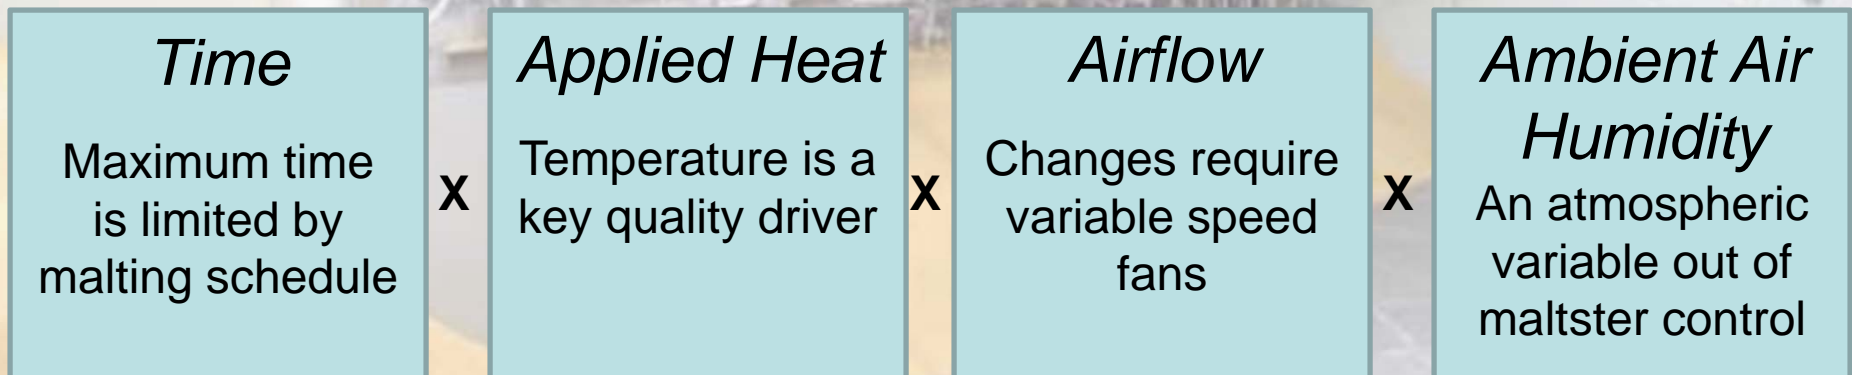 Time
Maximum time
is limited by
malting schedule
X
Applied Heat
Temperature is a
key quality driver
X
Airflow
Changes require
variable speed
fans
X
Ambient Air
Humidity
An atmospheric
variable out of
maltster control